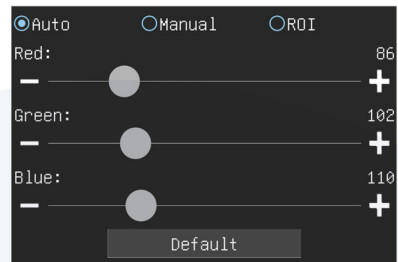 Auto Manual ROI
Red: 86
Green: 102
Blue: 110
Default